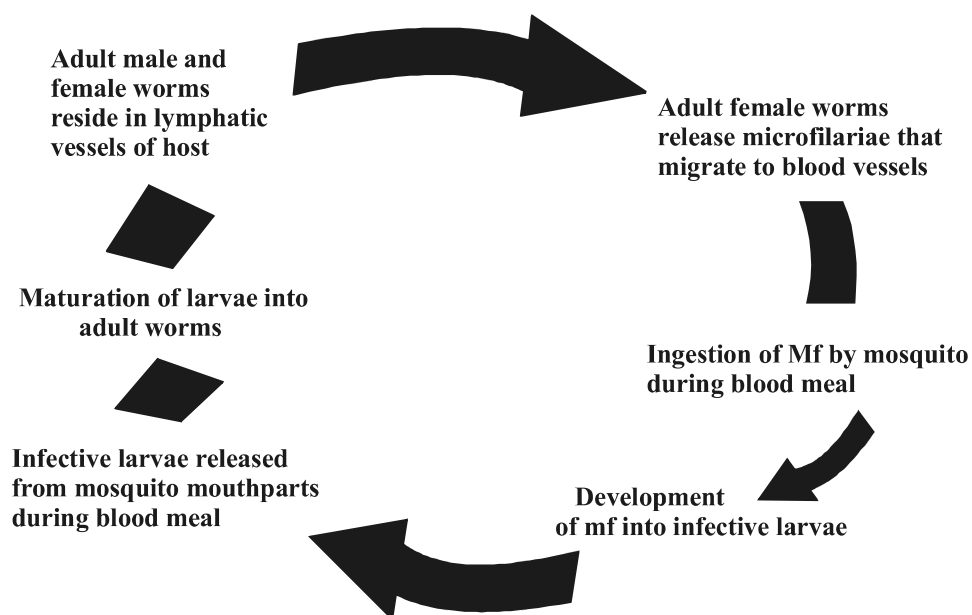 Adult male and
female worms
reside in lymphatic
vessels of host
Adult female worms
release microfilariae that
migrate to blood vessels
Ingestion of Mf by mosquito
during blood meal
Development
of mf into infective larvae
Infective larvae released
from mosquito mouthparts
during blood meal
Maturation of larvae into
adult worms